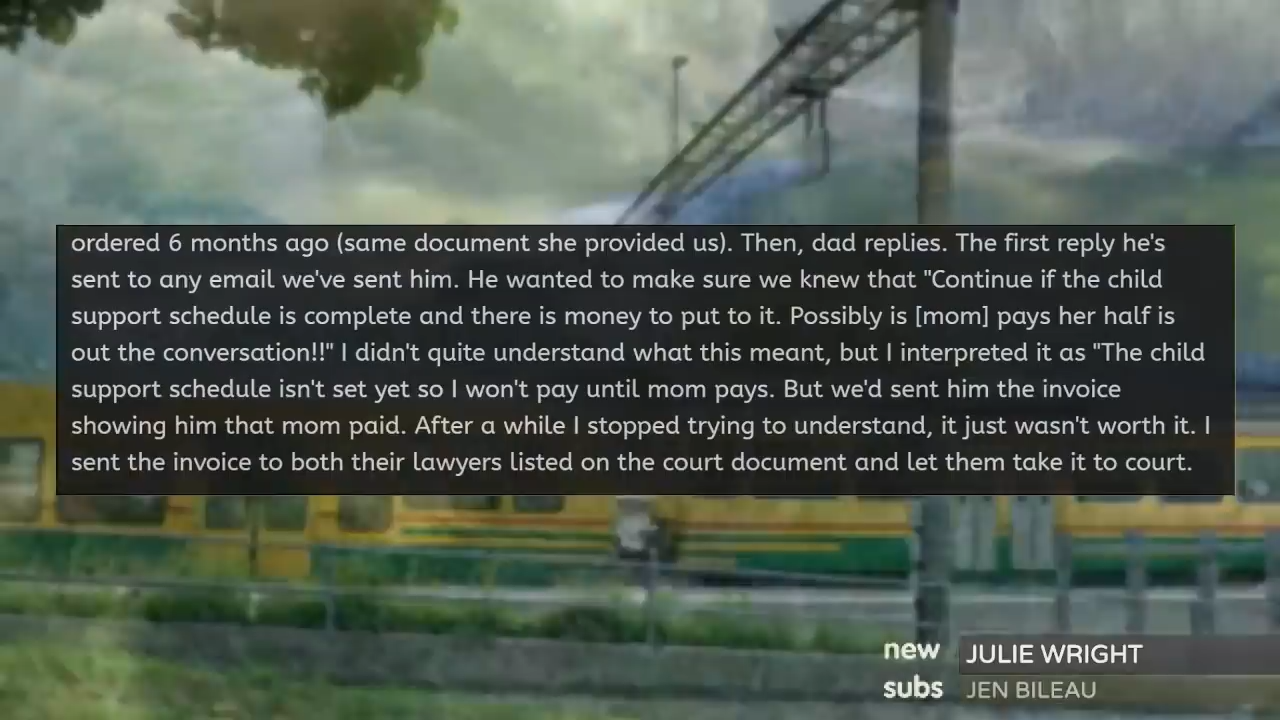 ordered 6 months ago (same document she provided us). Then, dad replies. The first reply he's
sent to any email we've sent him. He wanted to make sure we knew that "Continue if the child
support schedule is complete and there is money to put to it. Possibly is [mom] pays her half is
out the conversation!!" I didn't quite understand what this meant, but I interpreted it as "The child
support schedule isn't set yet so I won't pay until mom pays. But we'd sent him the invoice
showing him that mom paid. After a while I stopped trying to understand, it just wasn't worth it. I
sent the invoice to both their lawyers listed on the court document and let them take it to court.
new JULIE WRIGHT
subs JEN BILEAU